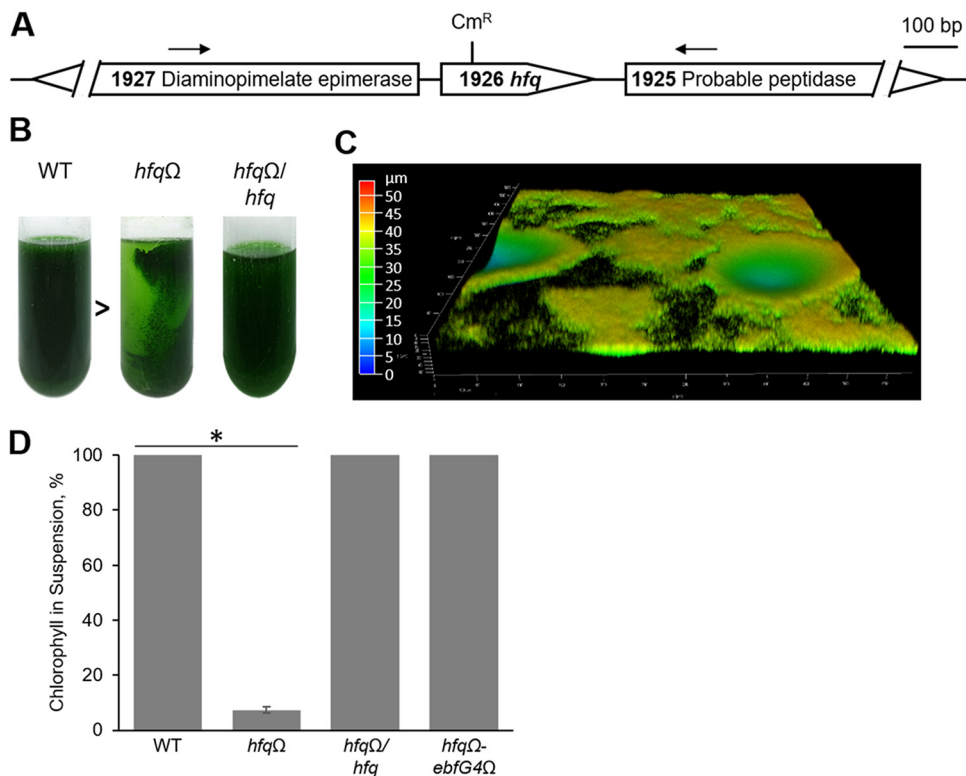 A
CmR
100 bp
1927 Diaminopimelate epimerase
1926 hfq
1925 Probable peptidase
B
WT
hfqΩ
hfqΩ/
hfq
>
C
µm
50
45
40
35
30
25
20
15
10
5
0
D
*
Chlorophyll in Suspension, %
100
80
60
40
20
0
WT
hfqΩ
hfqΩ/
hfq
hfqΩ-
ebfG4Ω